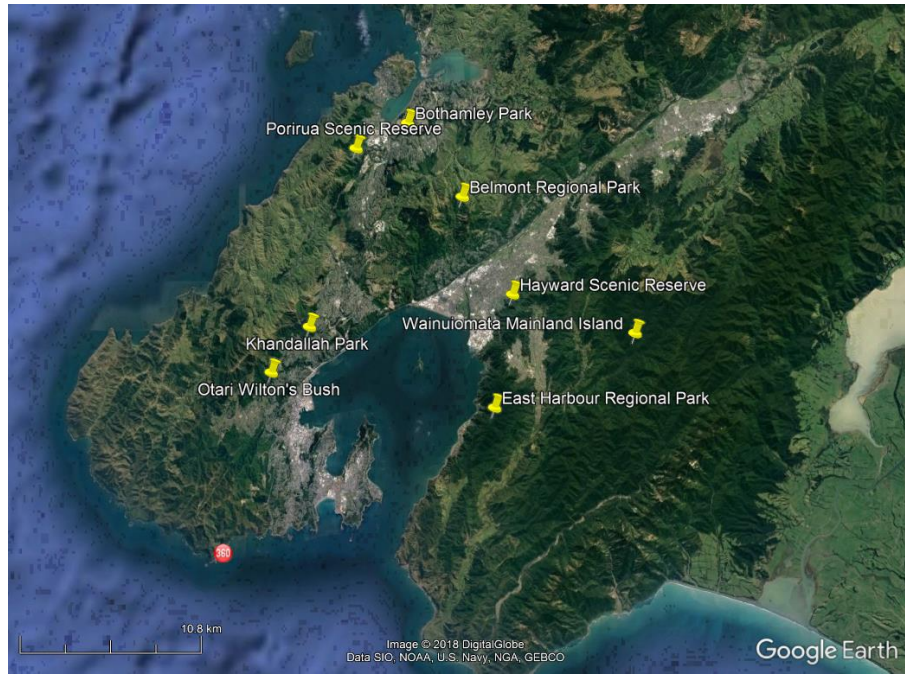 Bothamley Park
Porirua Scenic Reserve
Belmont Regional Park
Hayward Scenic Reserve
Wainuiomata Mainland Island
Khandallah Park
Otari Wilton's Bush
East Harbour Regional Park
360
10.8 km
Image © 2018 DigitalGlobe
Data SIO, NOAA, U.S. Navy, NGA, GEBCO
Google Earth